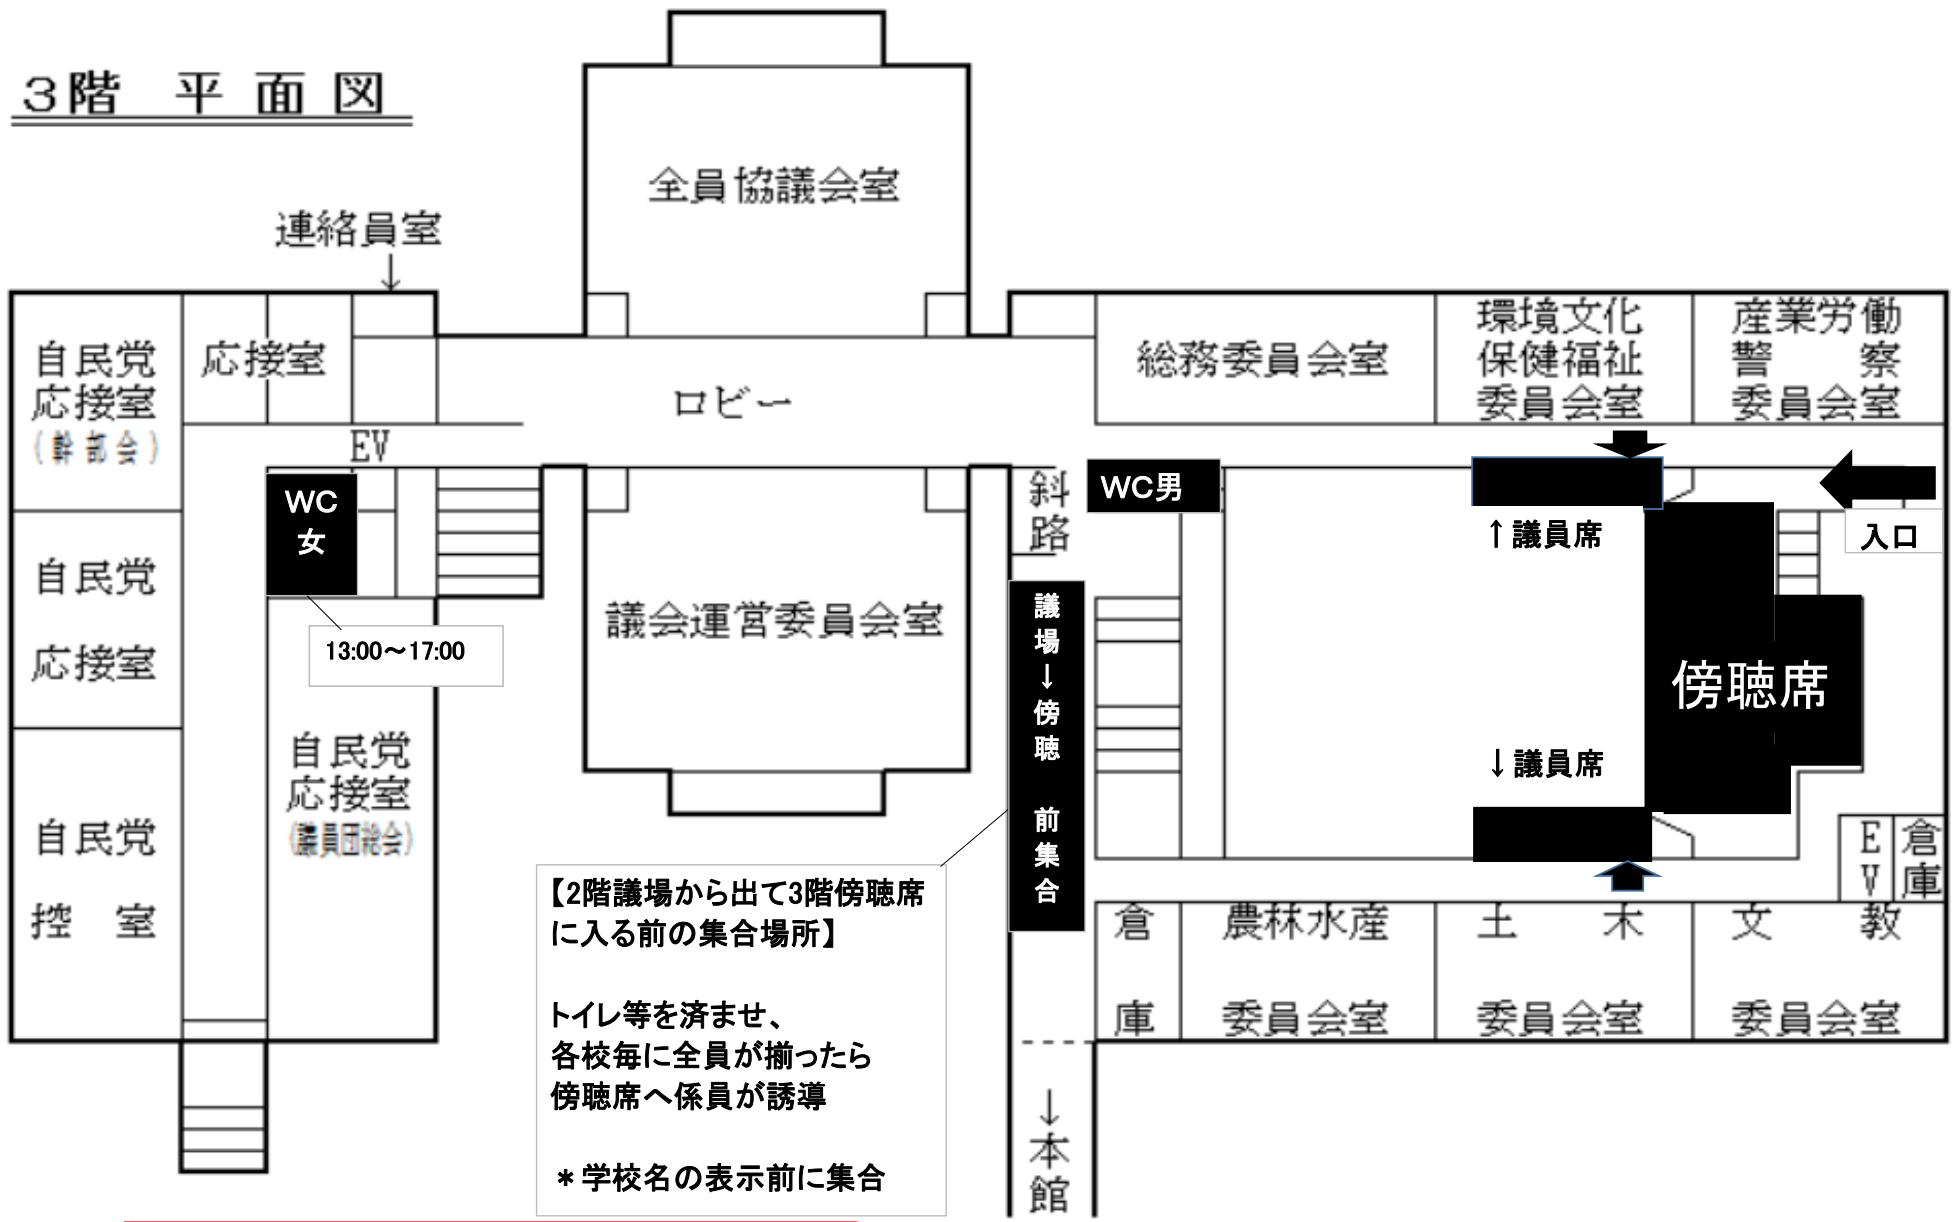 ３階 平面図
全員協議会室
連絡員室
↓
自民党
応接室
(幹部会)
応接室
ロビー
総務委員会室
環境文化
保健福祉
委員会室
産業労働
警察
委員会室
EV
WC
女
13:00～17:00
斜路
WC男
↑議員席
入口
自民党
応接室
議会運営委員会室
議場→傍聴 前集合
傍聴席
↓議員席
自民党
応接室
(議員団総会)
自民党
控室
EV
倉庫
【2階議場から出て3階傍聴席
に入る前の集合場所】
トイレ等を済ませ、
各校毎に全員が揃ったら
傍聴席へ係員が誘導
＊学校名の表示前に集合
倉庫
農林水産
委員会室
土木
委員会室
文教
委員会室
→本館